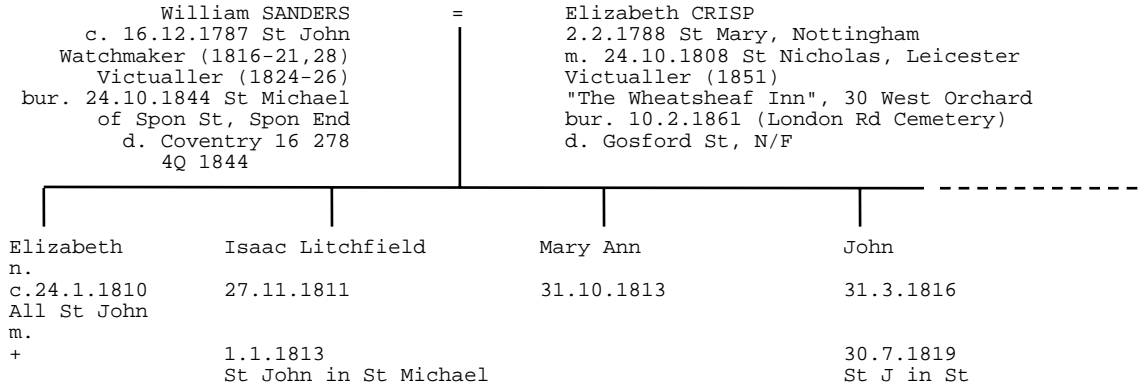 William SANDERS = Elizabeth CRISP
c. 16.12.1787 St John 2.2.1788 St Mary, Nottingham
Watchmaker (1816-21,28) m. 24.10.1808 St Nicholas, Leicester
Victualler (1824-26) Victualler (1851)
bur. 24.10.1844 St Michael "The Wheatsheaf Inn", 30 West Orchard
of Spon St, Spon End bur. 10.2.1861 (London Rd Cemetery)
d. Coventry 16 278 d. Gosford St, N/F
4Q 1844
Elizabeth Isaac Litchfield Mary Ann John
n.
c.24.1.1810 27.11.1811 31.10.1813 31.3.1816
All St John
m.
+ 1.1.1813 30.7.1819
St John in St Michael St J in St